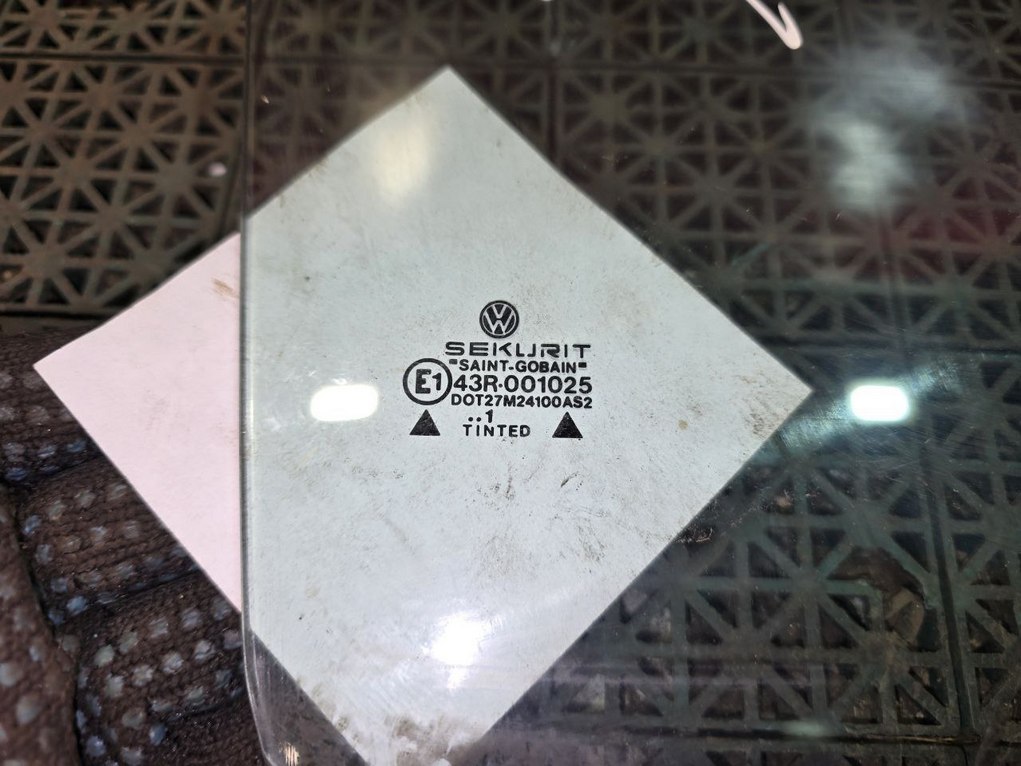 SEKURIT
"SAINT-GOBAIN"
E1 43R-001025
DOT27M24100AS2
..1
TINTED